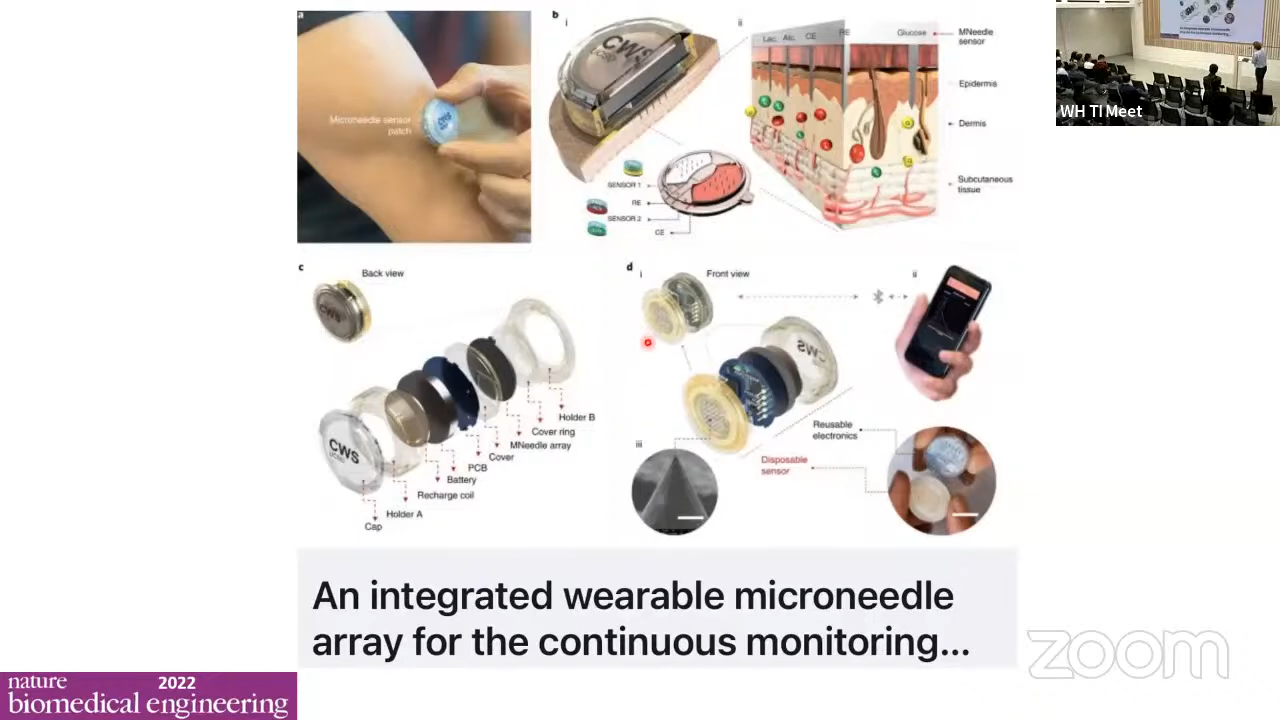 a
Microneedle sensor
patch
b
i
CWS
UCSD
ii
Lac.
Alc.
CE
RE
Glucose
MNeedle
sensor
Epidermis
Dermis
Subcutaneous
tissue
SENSOR 1
RE
SENSOR 2
CE
WH TI Meet
c
Back view
CWS
CWS
Holder B
Cover ring
MNeedle array
Cover
PCB
Battery
Recharge coil
Holder A
Cap
d
i
Front view
ii
CWS
iii
Reusable
electronics
Disposable
sensor
An integrated wearable microneedle
array for the continuous monitoring...
nature 2022
biomedical engineering
zoom